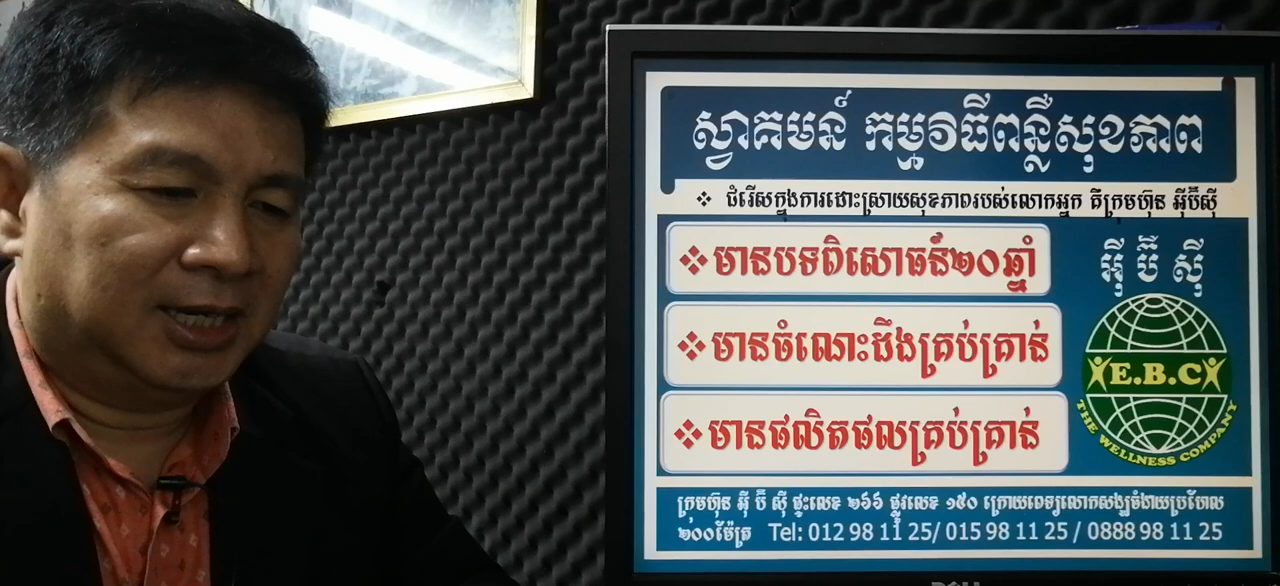 ស្វាគមន៍ កម្មវិធីពន្លឺសុខភាព
❖ ជំរើសក្នុងការដោះស្រាយសុខភាពរបស់លោកអ្នក គឺក្រុមហ៊ុន អ៊ីប៊ីស៊ី
❖មានបទពិសោធន៍២០ឆ្នាំ
❖មានចំណេះដឹងគ្រប់គ្រាន់
❖មានផលិតផលគ្រប់គ្រាន់
អ៊ី ប៊ី ស៊ី
E.B.C
THE WELLNESS COMPANY
ក្រុមហ៊ុន អ៊ី ប៊ី ស៊ី ផ្ទះលេខ ២៦៦ ផ្លូវលេខ ១៥០ ក្រោយពេទ្យលោកសង្ឃចំងាយប្រហែល
២០០ម៉ែត្រ Tel: 012 98 11 25/ 015 98 11 25 / 0888 98 11 25